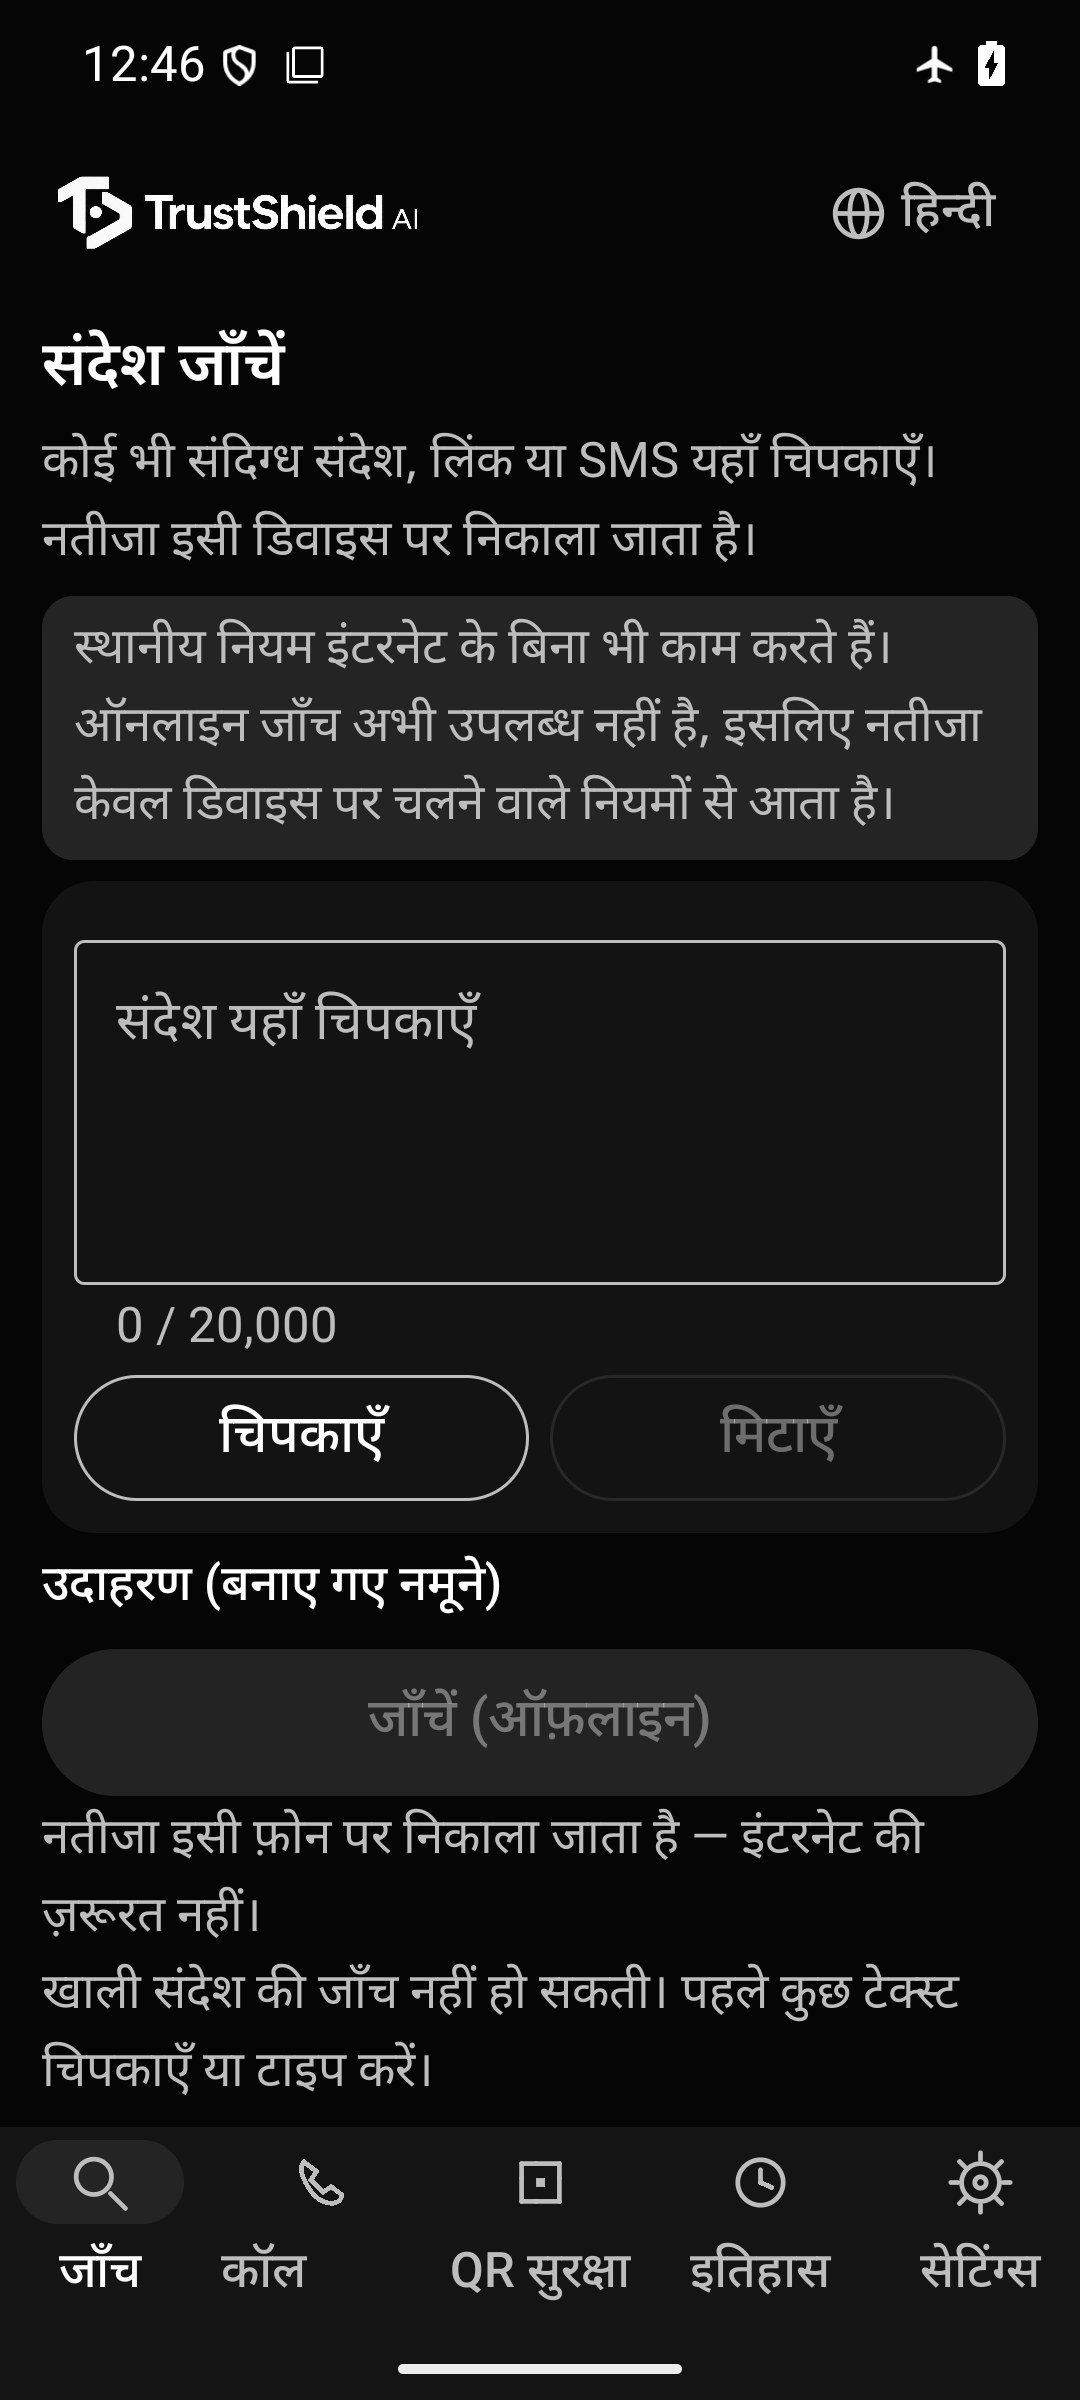 12:46
TrustShield AI
हिन्दी
संदेश जाँचें
कोई भी संदिग्ध संदेश, लिंक या SMS यहाँ चिपकाएँ।
नतीजा इसी डिवाइस पर निकाला जाता है।
स्थानीय नियम इंटरनेट के बिना भी काम करते हैं।
ऑनलाइन जाँच अभी उपलब्ध नहीं है, इसलिए नतीजा
केवल डिवाइस पर चलने वाले नियमों से आता है।
संदेश यहाँ चिपकाएँ
0 / 20,000
चिपकाएँ
मिटाएँ
उदाहरण (बनाए गए नमूने)
जाँचें (ऑफ़लाइन)
नतीजा इसी फ़ोन पर निकाला जाता है — इंटरनेट की
ज़रूरत नहीं।
खाली संदेश की जाँच नहीं हो सकती। पहले कुछ टेक्स्ट
चिपकाएँ या टाइप करें।
जाँच
कॉल
QR सुरक्षा
इतिहास
सेटिंग्स